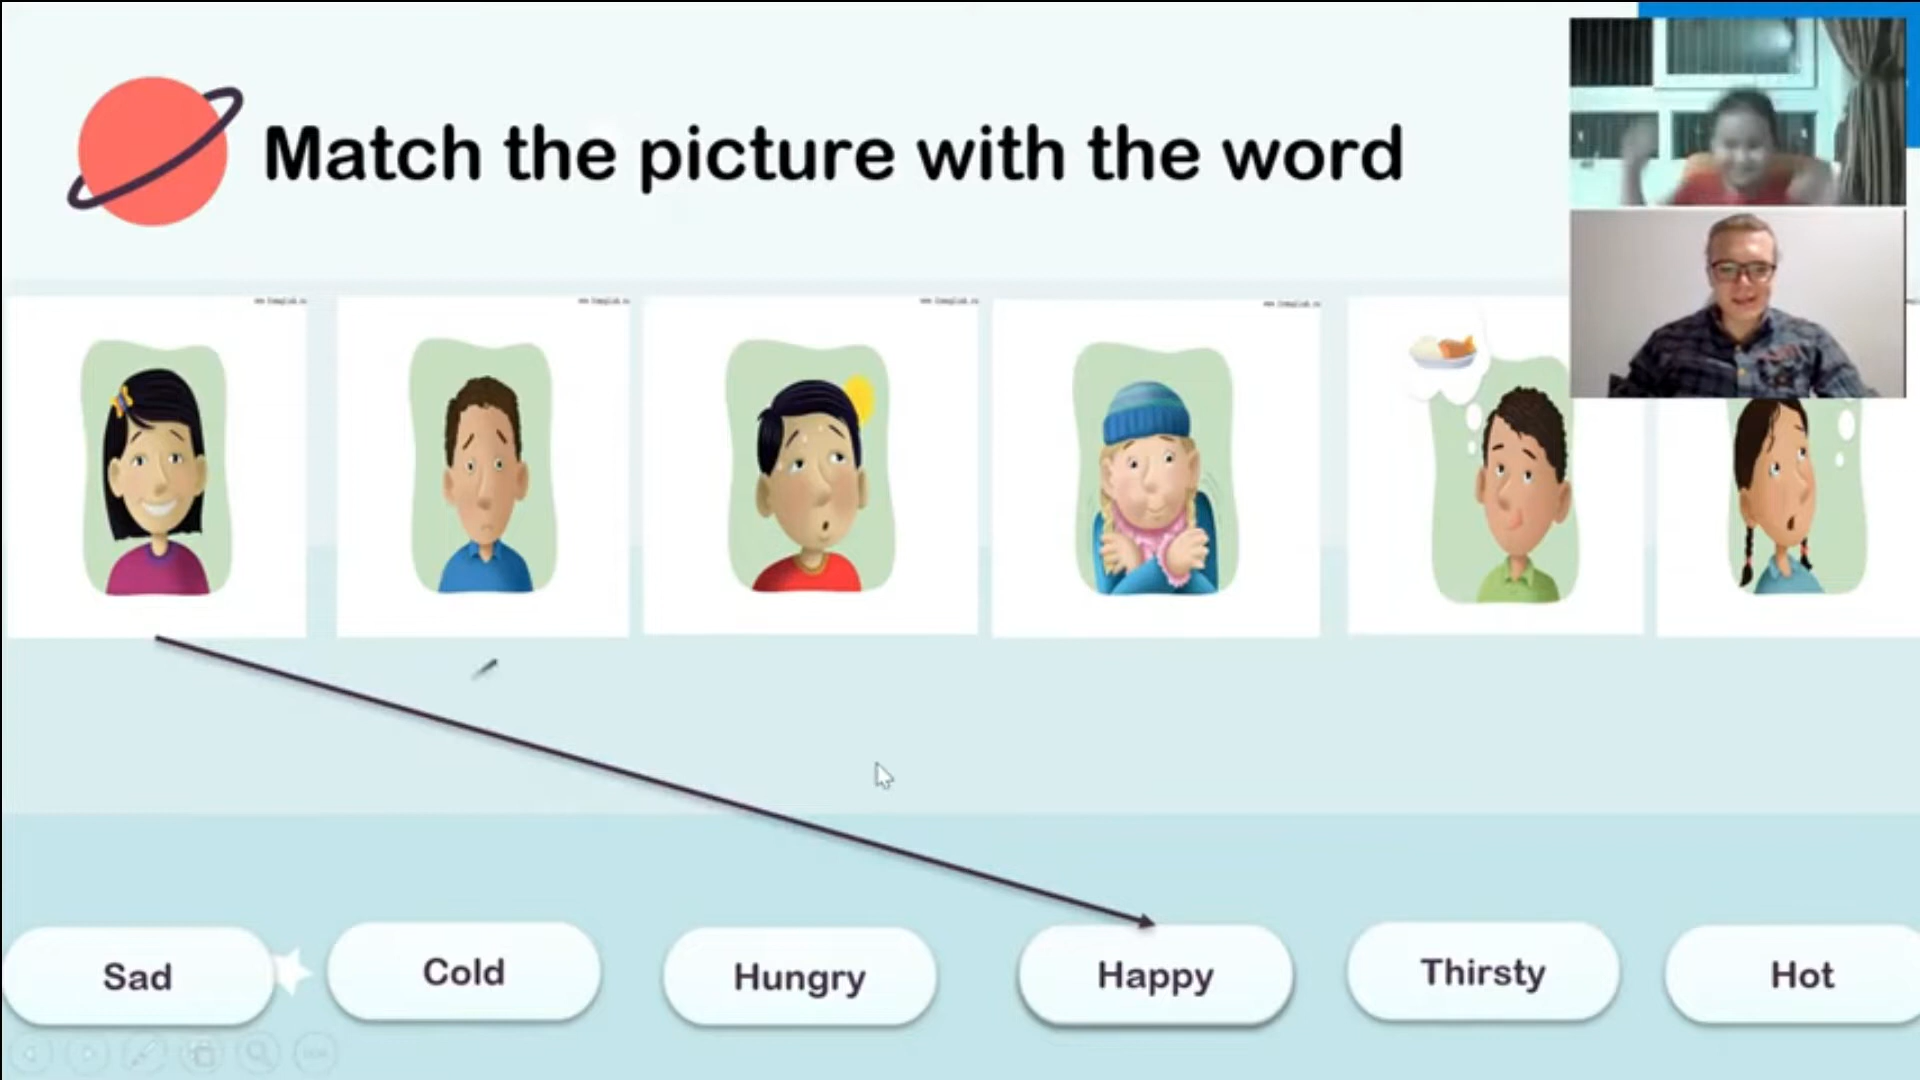 Match the picture with the word
Sad
Cold
Hungry
Happy
Thirsty
Hot